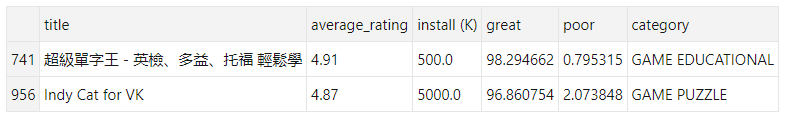 title average_rating install (K) great poor category
741 超級單字王 - 英檢、多益、托福 輕鬆學 4.91 500.0 98.294662 0.795315 GAME EDUCATIONAL
956 Indy Cat for VK 4.87 5000.0 96.860754 2.073848 GAME PUZZLE